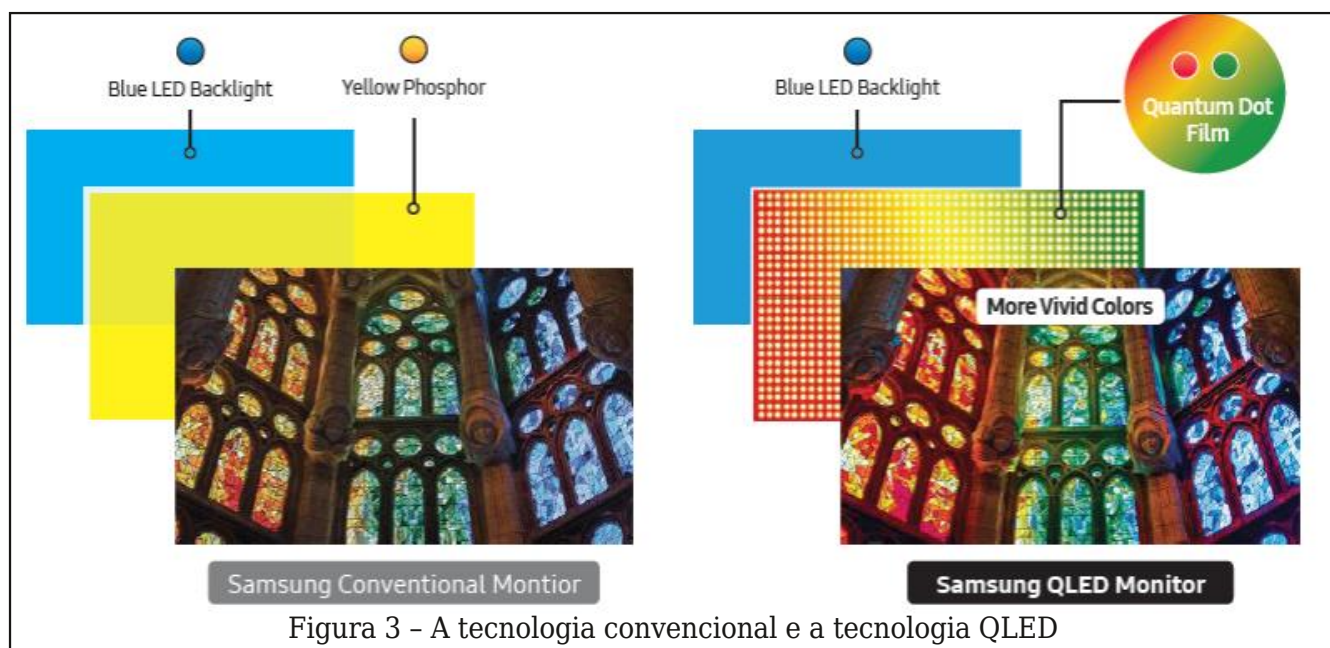 Blue LED Backlight
Yellow Phosphor
Blue LED Backlight
Quantum Dot
Film
More Vivid Colors
Samsung Conventional Montior
Samsung QLED Monitor
Figura 3 – A tecnologia convencional e a tecnologia QLED